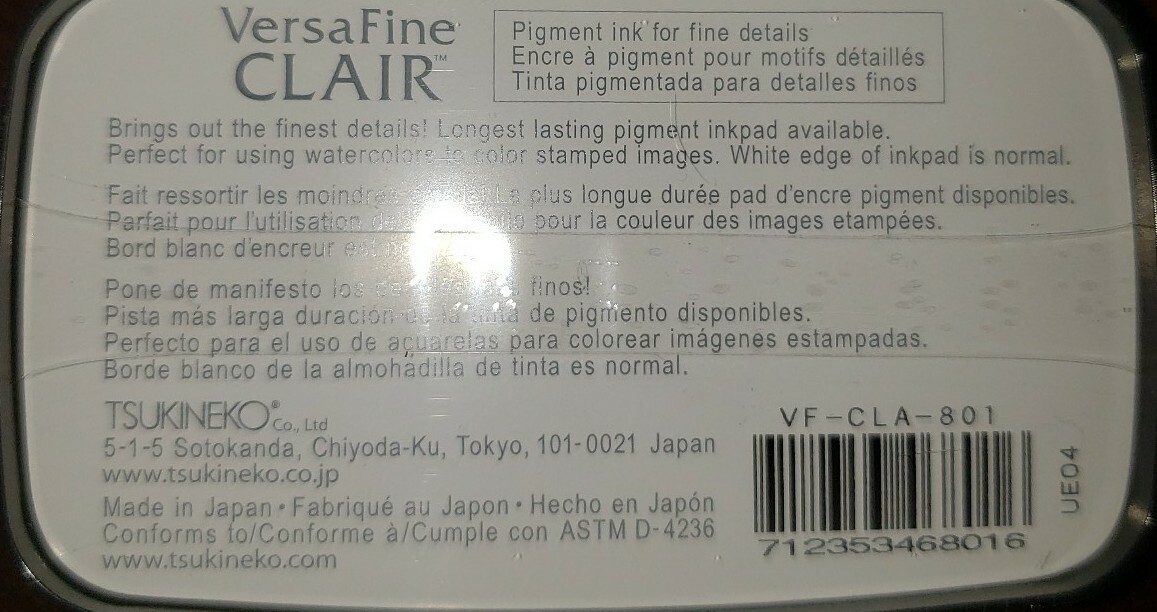 VersaFine
CLAIR™
Pigment ink for fine details
Encre à pigment pour motifs détaillés
Tinta pigmentada para detalles finos
Brings out the finest details! Longest lasting pigment inkpad available.
Perfect for using watercolors to color stamped images. White edge of inkpad is normal.
Fait ressortir les moindres La plus longue durée pad d'encre pigment disponibles.
Parfait pour l'utilisation pour la couleur des images etampées.
Bord blanc d'encreur
Pone de manifesto los finos!
Pista más larga duración de la tinta de pigmento disponibles.
Perfecto para el uso de acuarelas para colorear imágenes estampadas.
Borde blanco de la almohadilla de tinta es normal.
TSUKINEKO® Co., Ltd
5-1-5 Sotokanda, Chiyoda-Ku, Tokyo, 101-0021 Japan
www.tsukineko.co.jp
Made in Japan • Fabriqué au Japon • Hecho en Japón
Conforms to/Conforme à/Cumple con ASTM D-4236
www.tsukineko.com
VF-CLA-801
712353468016
UE04